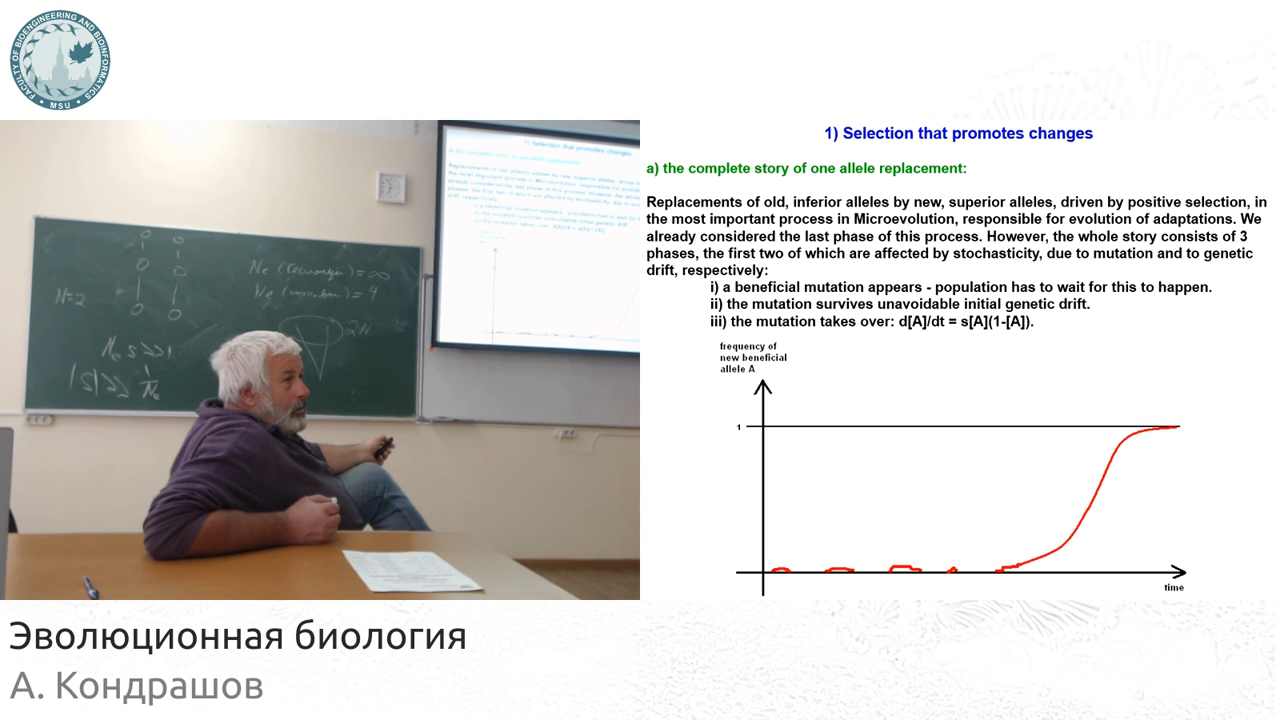 FACULTY OF BIOENGINEERING AND BIOINFORMATICS
• MSU •
1) Selection that promotes changes
a) the complete story of one allele replacement:
Replacements of old, inferior alleles by new, superior alleles, driven by positive selection, in
the most important process in Microevolution, responsible for evolution of adaptations. We
already considered the last phase of this process. However, the whole story consists of 3
phases, the first two of which are affected by stochasticity, due to mutation and to genetic
drift, respectively:
i) a beneficial mutation appears - population has to wait for this to happen.
ii) the mutation survives unavoidable initial genetic drift.
iii) the mutation takes over: d[A]/dt = s[A](1-[A]).
frequency of
new beneficial
allele A
1
time
N=2
2N
Nₑ s >> 1
|s| >> 1/Nₑ
Эволюционная биология
А. Кондрашов